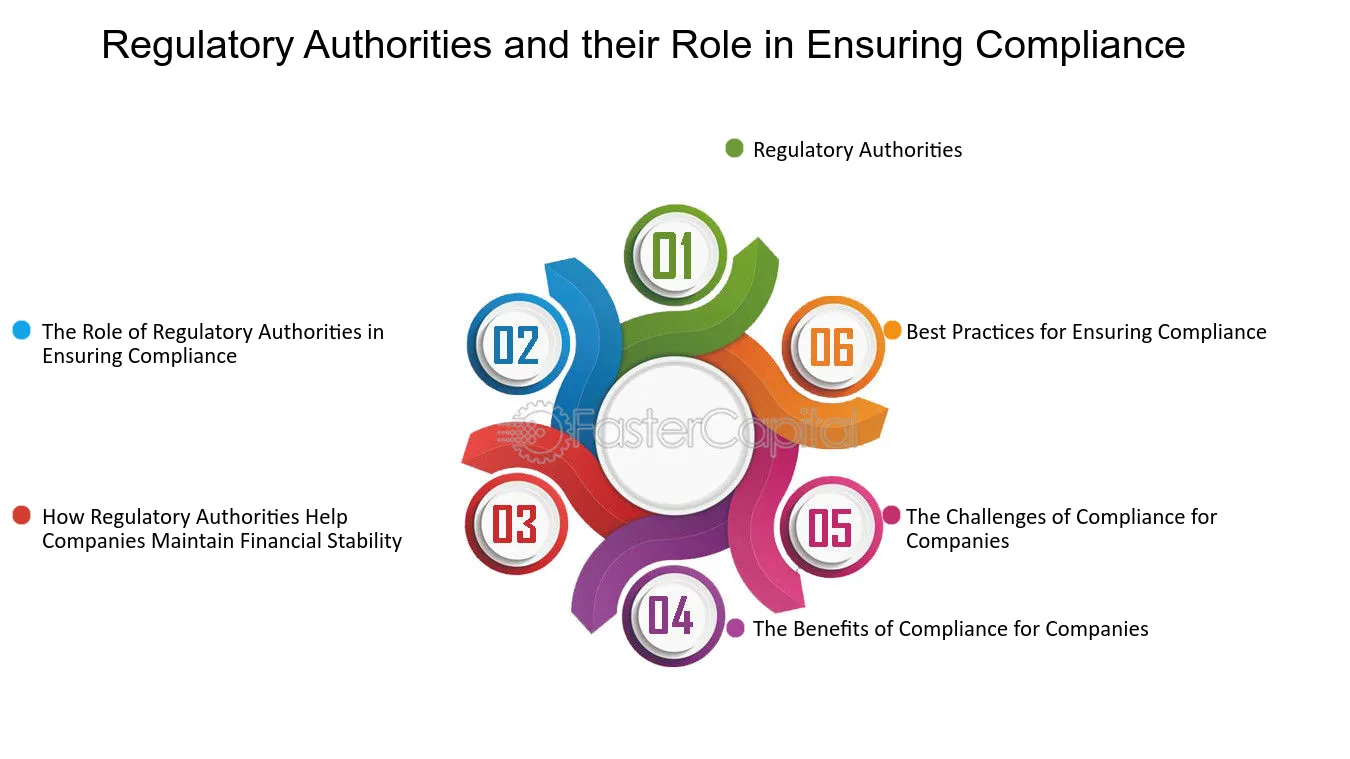 Regulatory Authorities and their Role in Ensuring Compliance
Regulatory Authorities
01
02
The Role of Regulatory Authorities in
Ensuring Compliance
06
Best Practices for Ensuring Compliance
FasterCapital
03
How Regulatory Authorities Help
Companies Maintain Financial Stability
05
The Challenges of Compliance for
Companies
04
The Benefits of Compliance for Companies